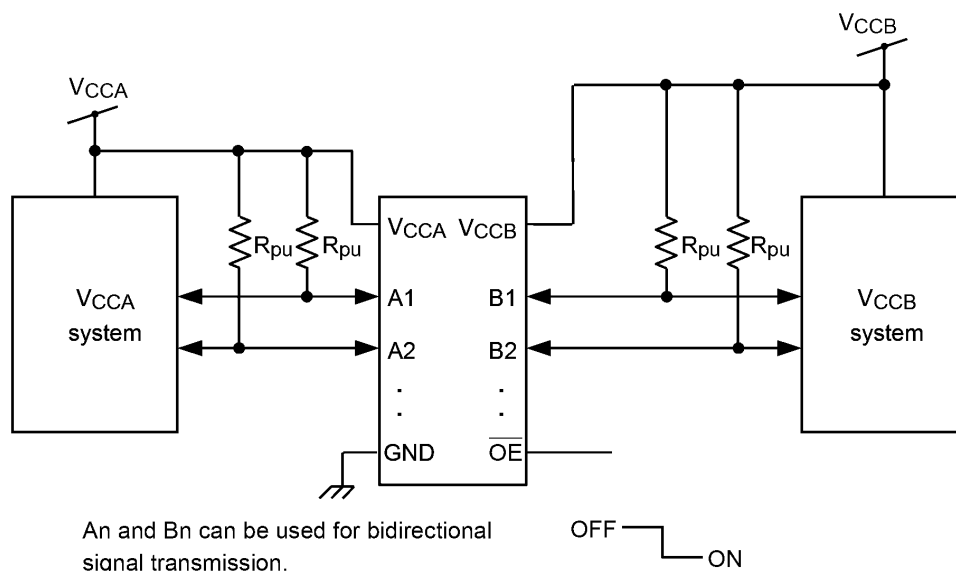 VCCA
VCCB
Rpu
Rpu
VCCA
VCCB
Rpu
Rpu
VCCA
system
A1
B1
VCCB
system
A2
B2
.
.
.
.
GND
OE
An and Bn can be used for bidirectional
signal transmission.
OFF
ON